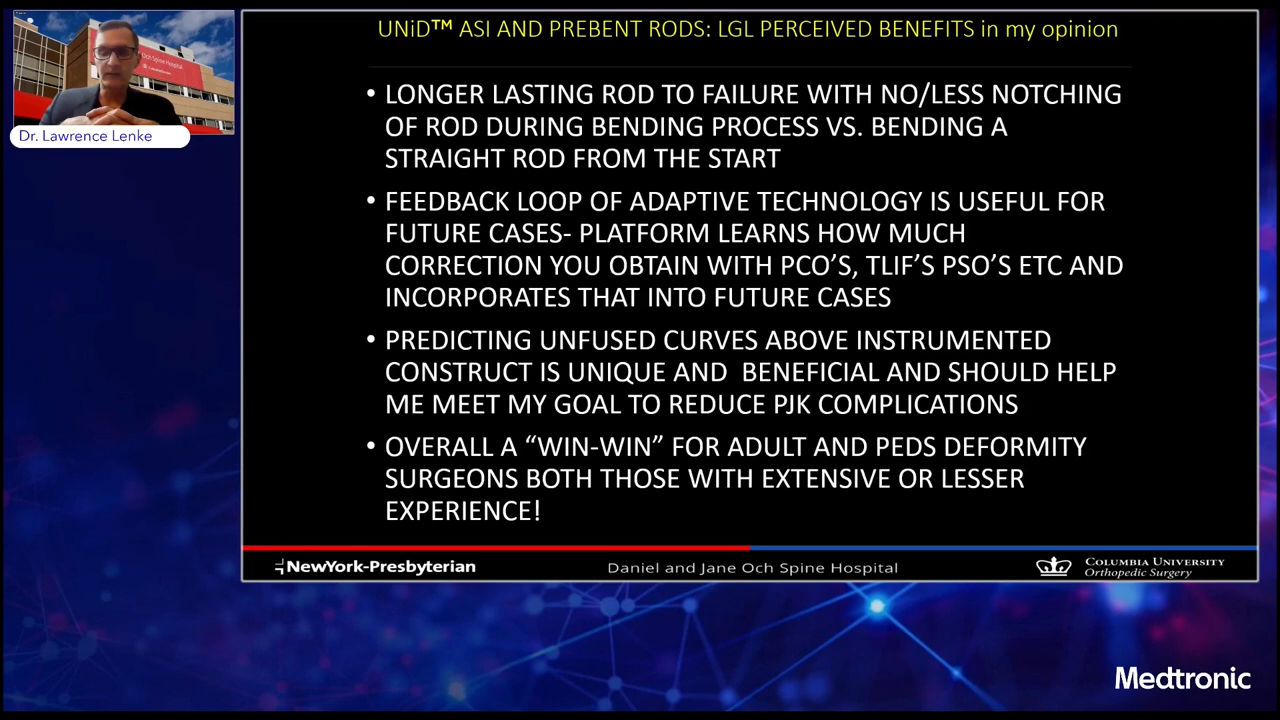 UNiD™ ASI AND PREBENT RODS: LGL PERCEIVED BENEFITS in my opinion
Dr. Lawrence Lenke
• LONGER LASTING ROD TO FAILURE WITH NO/LESS NOTCHING
OF ROD DURING BENDING PROCESS VS. BENDING A
STRAIGHT ROD FROM THE START
• FEEDBACK LOOP OF ADAPTIVE TECHNOLOGY IS USEFUL FOR
FUTURE CASES- PLATFORM LEARNS HOW MUCH
CORRECTION YOU OBTAIN WITH PCO'S, TLIF'S PSO'S ETC AND
INCORPORATES THAT INTO FUTURE CASES
• PREDICTING UNFUSED CURVES ABOVE INSTRUMENTED
CONSTRUCT IS UNIQUE AND BENEFICIAL AND SHOULD HELP
ME MEET MY GOAL TO REDUCE PJK COMPLICATIONS
• OVERALL A "WIN-WIN" FOR ADULT AND PEDS DEFORMITY
SURGEONS BOTH THOSE WITH EXTENSIVE OR LESSER
EXPERIENCE!
NewYork-Presbyterian
Daniel and Jane Och Spine Hospital
COLUMBIA UNIVERSITY
Orthopedic Surgery
Medtronic